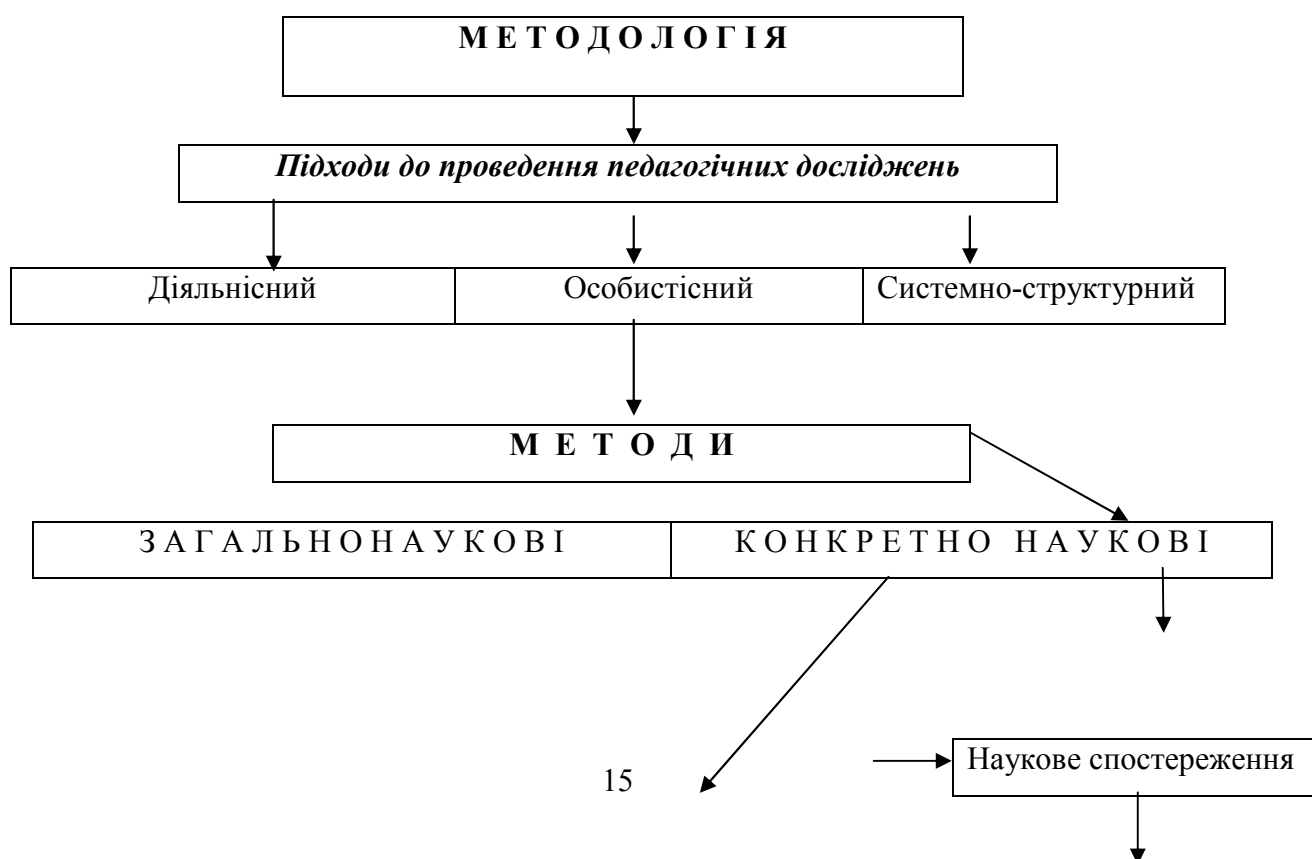 М Е Т О Д О Л О Г І Я
Підходи до проведення педагогічних досліджень
Діяльнісний
Особистісний
Системно-структурний
М Е Т О Д И
З А Г А Л Ь Н О Н А У К О В І
К О Н К Р Е Т Н О Н А У К О В І
Наукове спостереження
15